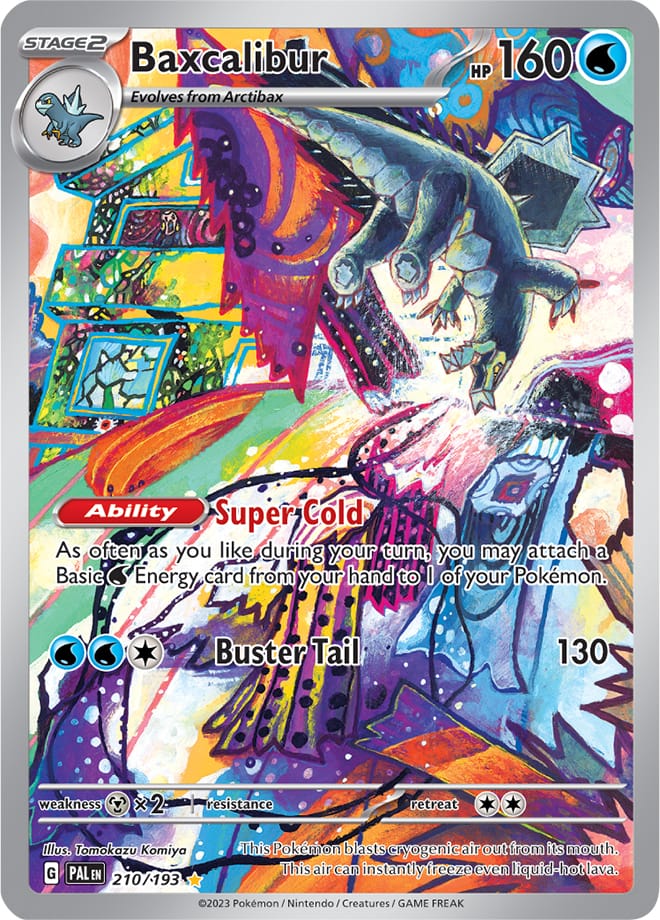 STAGE2
Baxcalibur
HP 160
Evolves from Arctibax
Ability Super Cold
As often as you like during your turn, you may attach a
Basic Energy card from your hand to 1 of your Pokémon.
Buster Tail 130
weakness ×2 resistance retreat
Illus. Tomokazu Komiya
This Pokémon blasts cryogenic air out from its mouth.
This air can instantly freeze even liquid-hot lava.
G PAL EN 210/193
©2023 Pokémon / Nintendo / Creatures / GAME FREAK